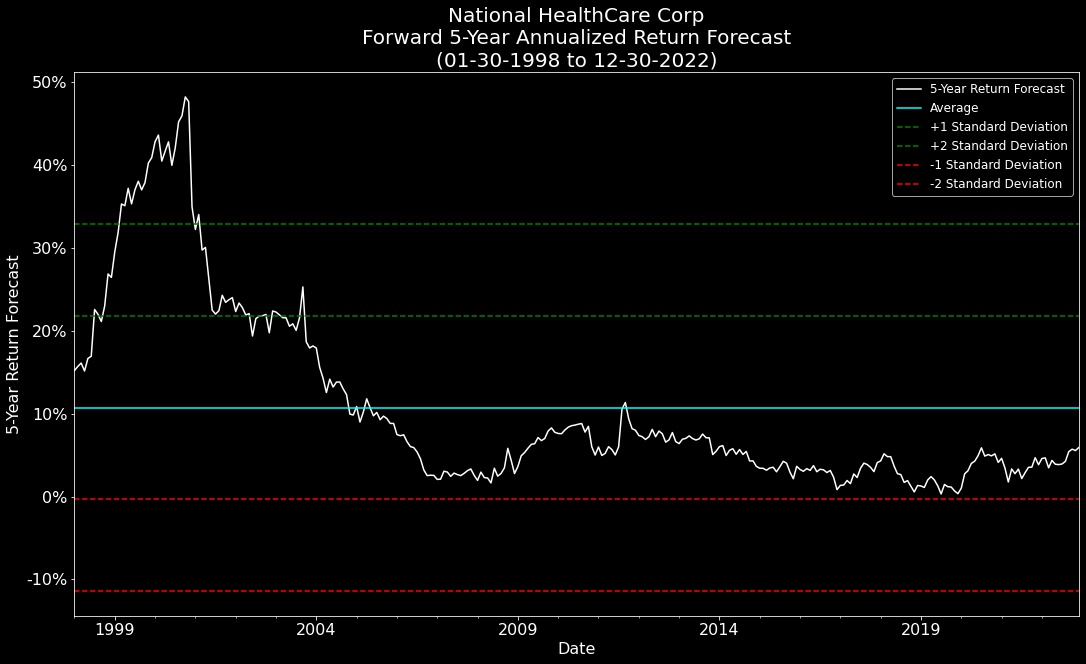 National HealthCare Corp
Forward 5-Year Annualized Return Forecast
(01-30-1998 to 12-30-2022)
50%
40%
30%
20%
10%
0%
-10%
5-Year Return Forecast
5-Year Return Forecast
Average
+1 Standard Deviation
+2 Standard Deviation
-1 Standard Deviation
-2 Standard Deviation
1999
2004
2009
2014
2019
Date